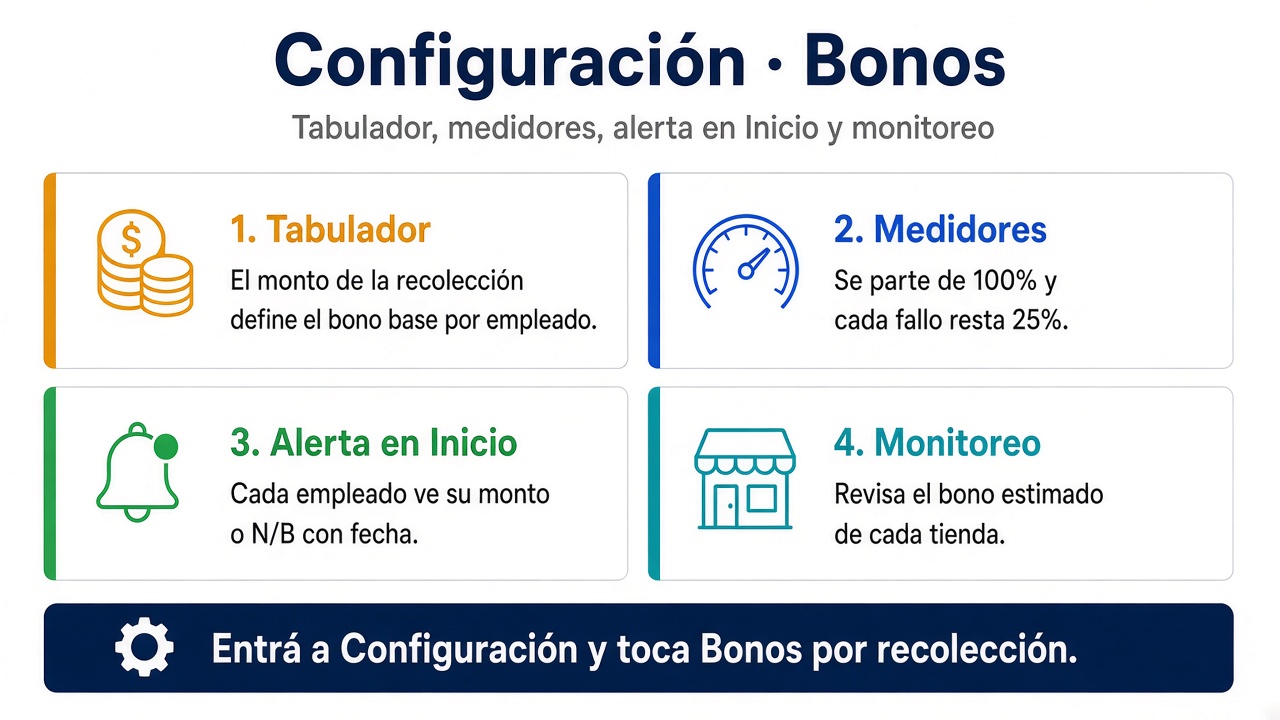 Configuración · Bonos
Tabulador, medidores, alerta en Inicio y monitoreo
$
1. Tabulador
El monto de la recolección
define el bono base por empleado.
2. Medidores
Se parte de 100% y
cada fallo resta 25%.
3. Alerta en Inicio
Cada empleado ve su monto
o N/B con fecha.
4. Monitoreo
Revisa el bono estimado
de cada tienda.
Entrá a Configuración y toca Bonos por recolección.